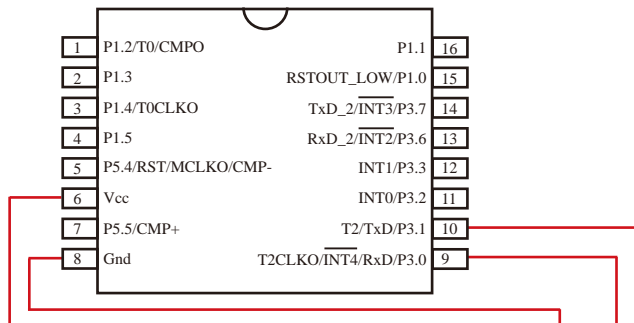 1 P1.2/T0/CMPO P1.1 16
2 P1.3 RSTOUT_LOW/P1.0 15
3 P1.4/T0CLKO TxD_2/INT3/P3.7 14
4 P1.5 RxD_2/INT2/P3.6 13
5 P5.4/RST/MCLKO/CMP- INT1/P3.3 12
6 Vcc INT0/P3.2 11
7 P5.5/CMP+ T2/TxD/P3.1 10
8 Gnd T2CLKO/INT4/RxD/P3.0 9